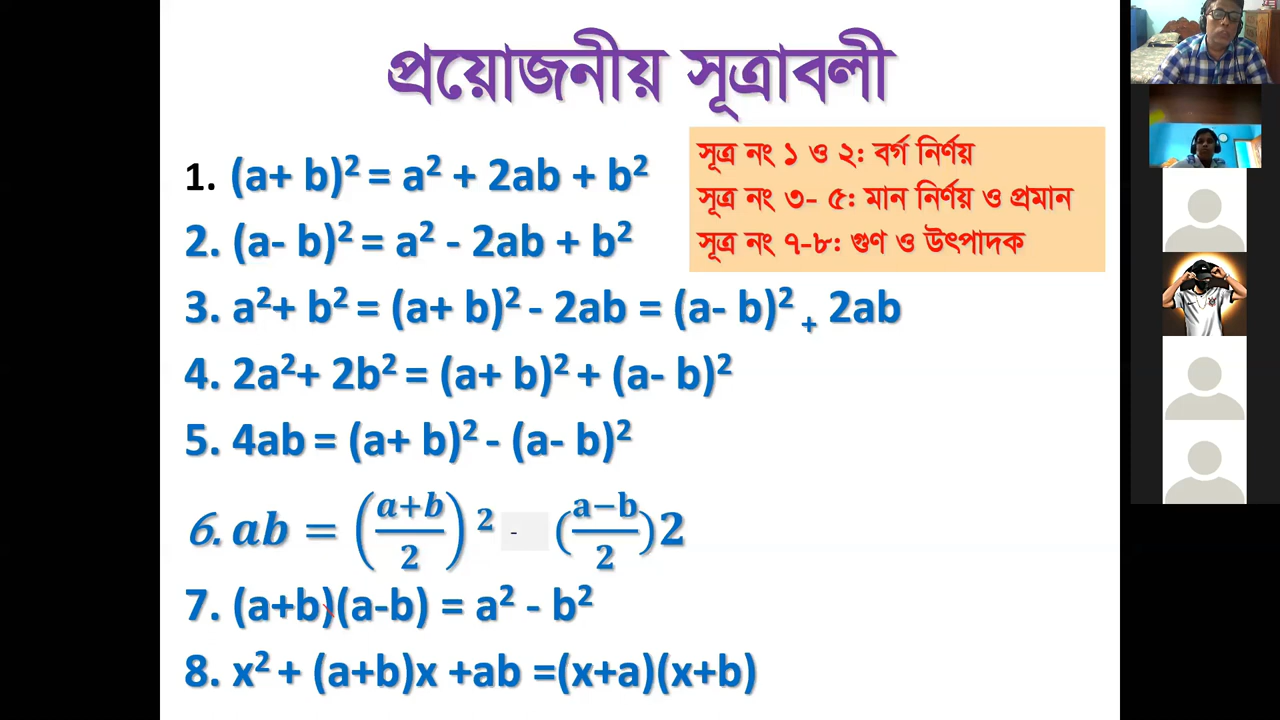 প্রয়োজনীয় সূত্রাবলী
সূত্র নং ১ ও ২: বর্গ নির্ণয়
সূত্র নং ৩- ৫: মান নির্ণয় ও প্রমান
সূত্র নং ৭-৮: গুণ ও উৎপাদক
1. (a+ b)² = a² + 2ab + b²
2. (a- b)² = a² - 2ab + b²
3. a²+ b² = (a+ b)² - 2ab = (a- b)² ₊ 2ab
4. 2a²+ 2b² = (a+ b)² + (a- b)²
5. 4ab = (a+ b)² - (a- b)²
6. ab = ((a+b)/2) ² - ((a−b)/2)2
7. (a+b)(a-b) = a² - b²
8. x² + (a+b)x +ab =(x+a)(x+b)